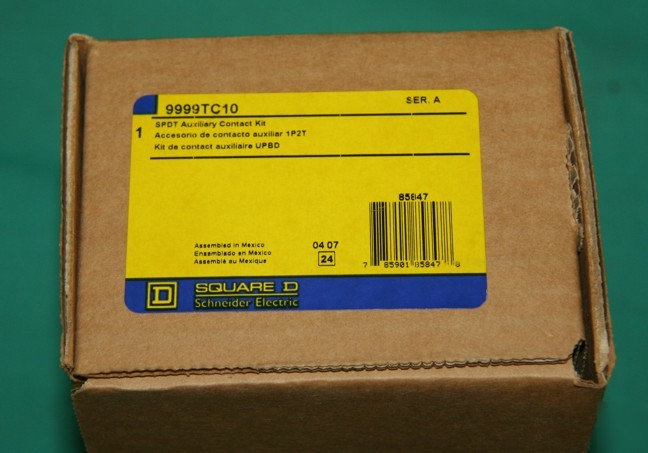 9999TC10 SER. A
1
SPDT Auxiliary Contact Kit
Accesorio de contacto auxiliar 1P2T
Kit de contact auxiliaire UPBD
85847
Assembled in Mexico
Ensamblado en México
Assemblé au Mexique
04 07
24
7 85901 85847 0
D
SQUARE D
Schneider Electric